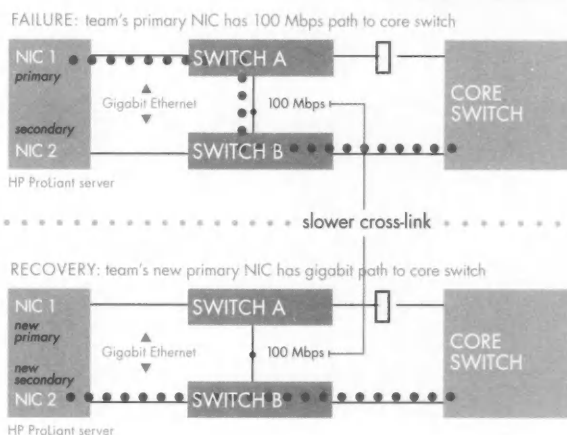 FAILURE: team's primary NIC has 100 Mbps path to core switch
NIC 1
primary
SWITCH A
Gigabit Ethernet
100 Mbps
CORE
SWITCH
secondary
NIC 2
SWITCH B
HP ProLiant server
slower cross-link
RECOVERY: team's new primary NIC has gigabit path to core switch
NIC 1
new
primary
SWITCH A
Gigabit Ethernet
100 Mbps
CORE
SWITCH
new
secondary
NIC 2
SWITCH B
HP ProLiant server